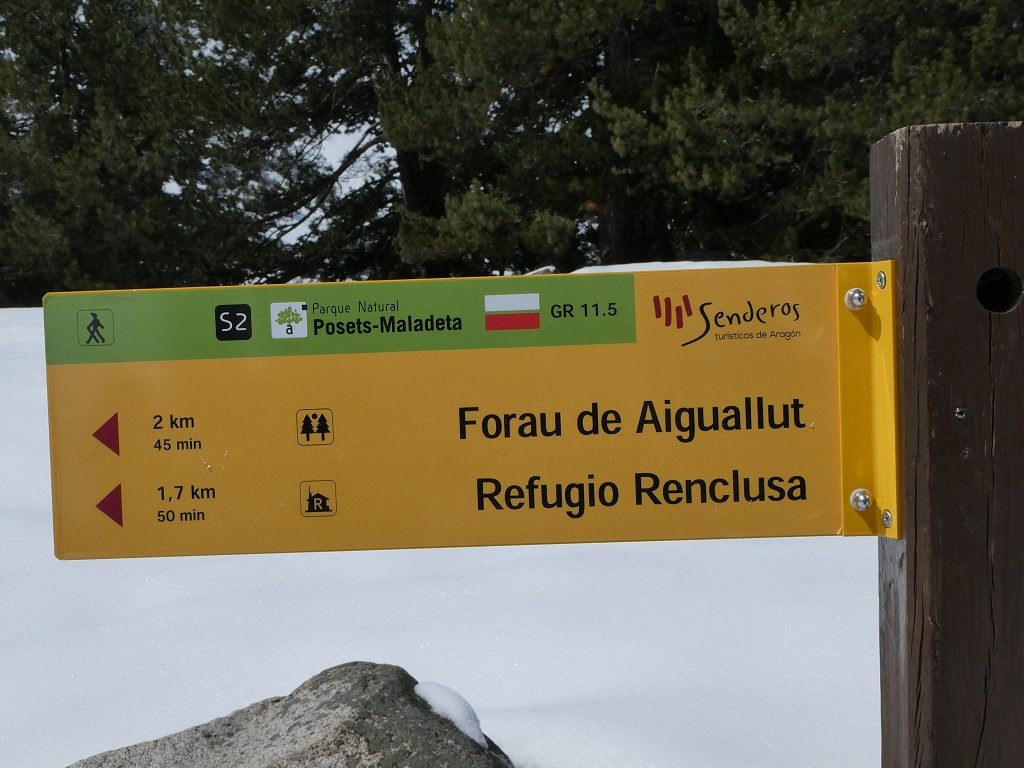 S2
a
Parque Natural
Posets-Maladeta
GR 11.5
Senderos
turísticos de Aragón
2 km
45 min
Forau de Aiguallut
1,7 km
50 min
R
Refugio Renclusa